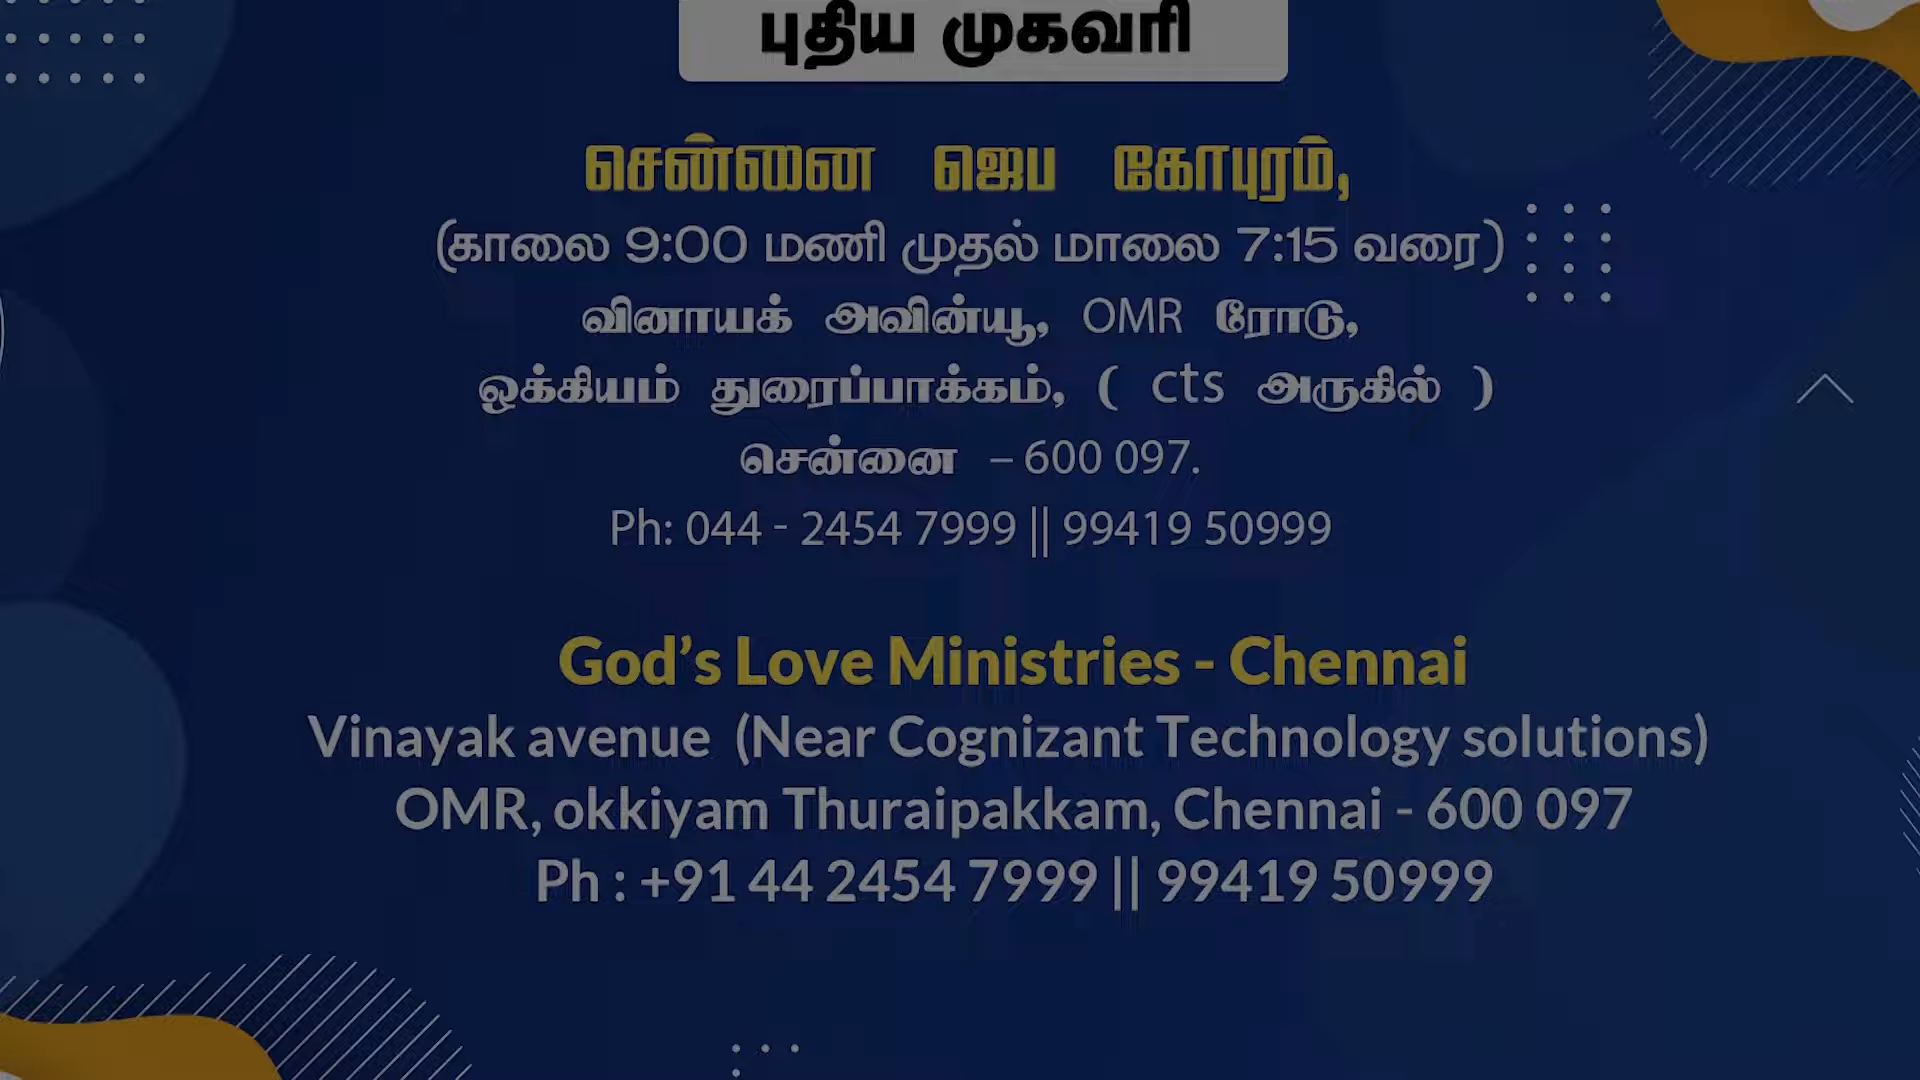 புதிய முகவரி
சென்னை ஜெப கோபுரம்,
(காலை 9:00 மணி முதல் மாலை 7:15 வரை)
வினாயக் அவின்யூ, OMR ரோடு,
ஒக்கியம் துரைப்பாக்கம், ( cts அருகில் )
சென்னை – 600 097.
Ph: 044 - 2454 7999 || 99419 50999
God’s Love Ministries - Chennai
Vinayak avenue (Near Cognizant Technology solutions)
OMR, okkiyam Thuraipakkam, Chennai - 600 097
Ph : +91 44 2454 7999 || 99419 50999